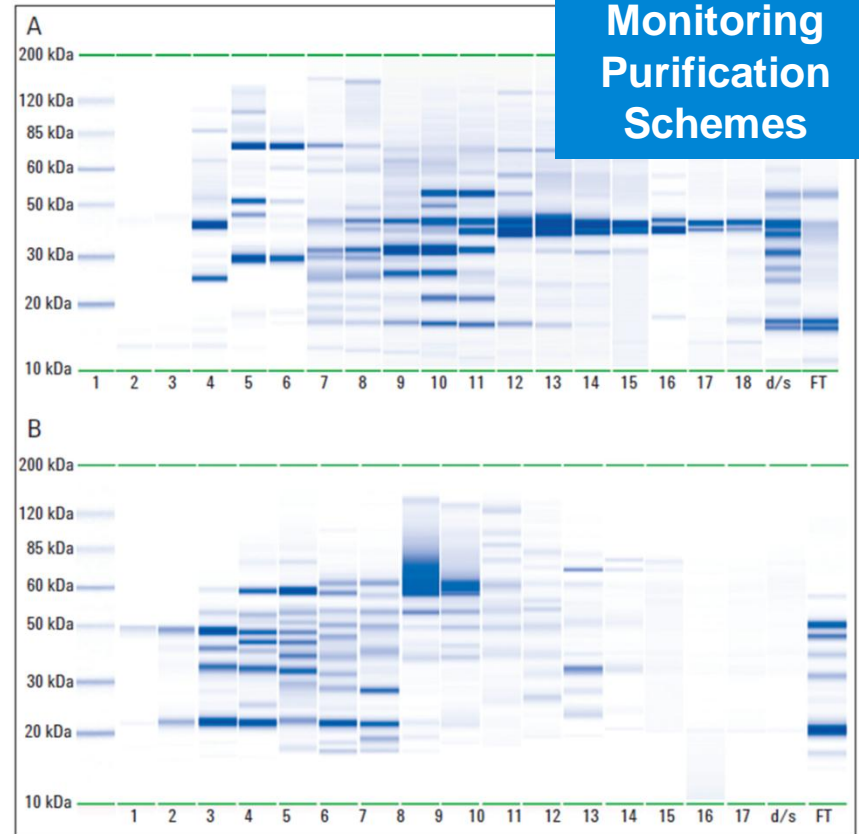 Monitoring
Purification
Schemes
A
200 kDa
120 kDa
85 kDa
60 kDa
50 kDa
30 kDa
20 kDa
10 kDa
1 2 3 4 5 6 7 8 9 10 11 12 13 14 15 16 17 18 d/s FT
B
200 kDa
120 kDa
85 kDa
60 kDa
50 kDa
30 kDa
20 kDa
10 kDa
1 2 3 4 5 6 7 8 9 10 11 12 13 14 15 16 17 d/s FT